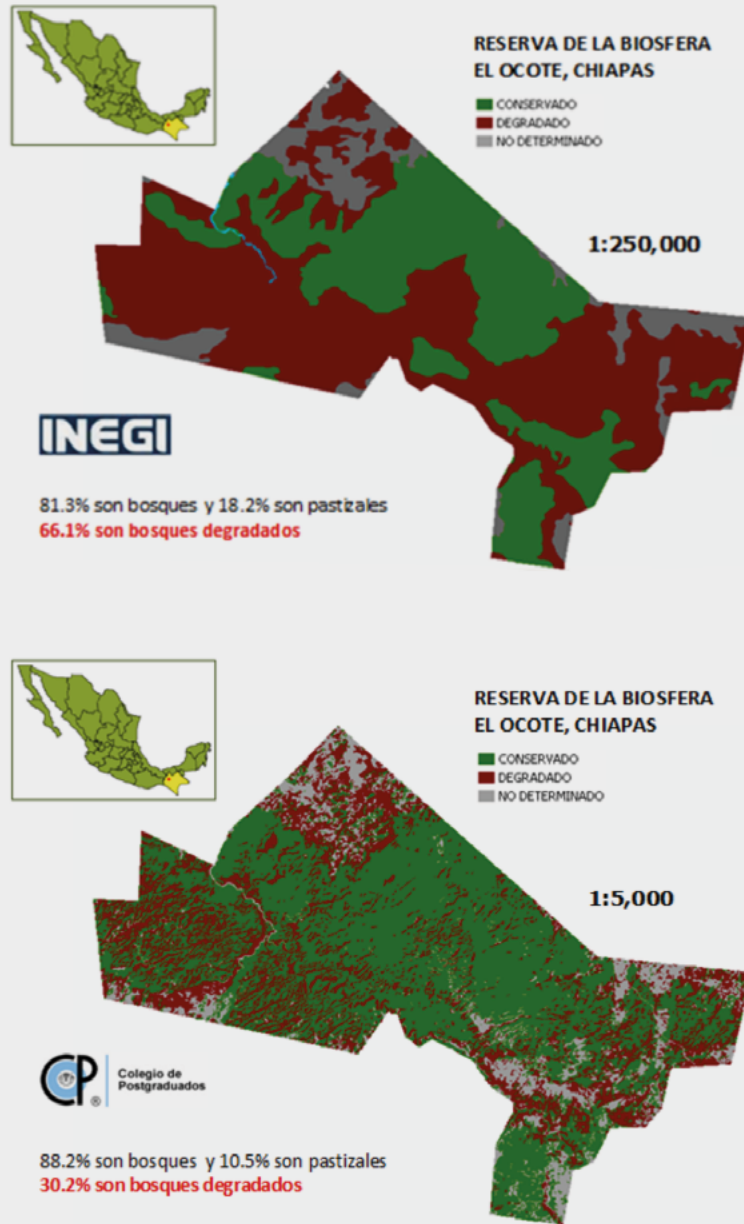 RESERVA DE LA BIOSFERA
EL OCOTE, CHIAPAS
CONSERVADO
DEGRADADO
NO DETERMINADO
1:250,000
INEGI
81.3% son bosques y 18.2% son pastizales
66.1% son bosques degradados
RESERVA DE LA BIOSFERA
EL OCOTE, CHIAPAS
CONSERVADO
DEGRADADO
NO DETERMINADO
1:5,000
CP ®
Colegio de
Postgraduados
88.2% son bosques y 10.5% son pastizales
30.2% son bosques degradados